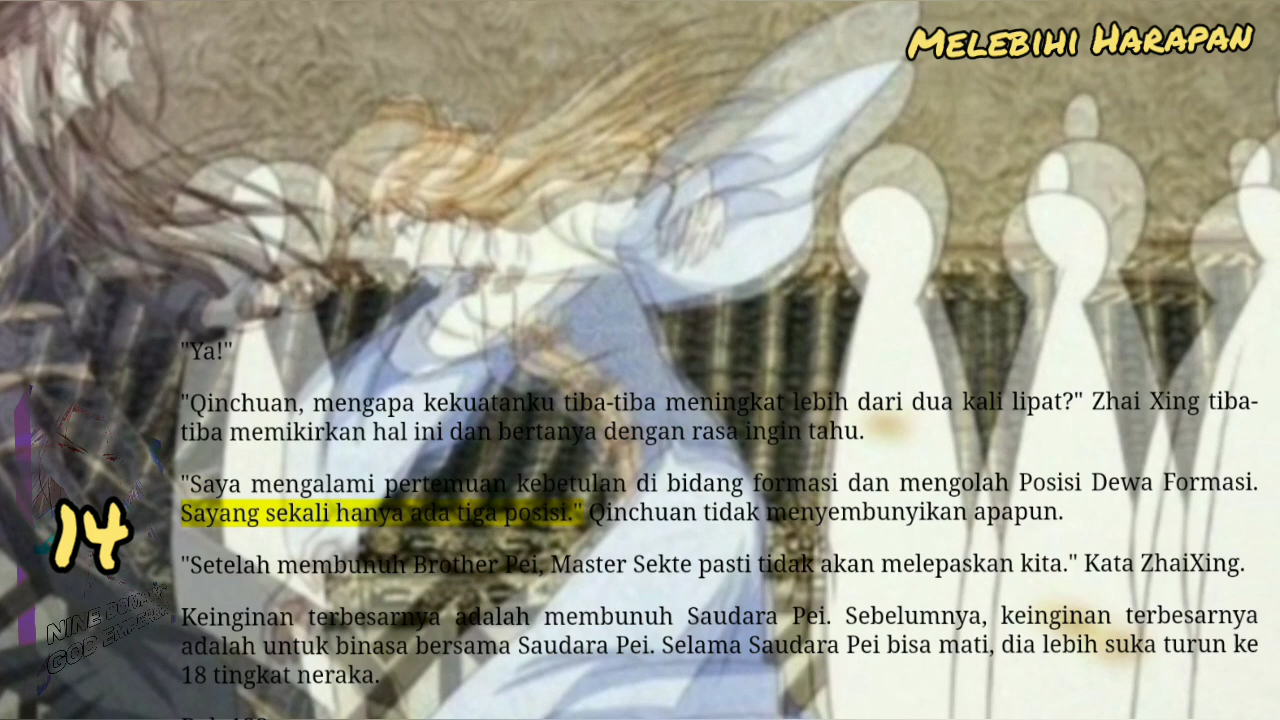 Melebihi Harapan
"Ya!"
"Qinchuan, mengapa kekuatanku tiba-tiba meningkat lebih dari dua kali lipat?" Zhai Xing tiba-
tiba memikirkan hal ini dan bertanya dengan rasa ingin tahu.
"Saya mengalami pertemuan kebetulan di bidang formasi dan mengolah Posisi Dewa Formasi.
Sayang sekali hanya ada tiga posisi." Qinchuan tidak menyembunyikan apapun.
14
"Setelah membunuh Brother Pei, Master Sekte pasti tidak akan melepaskan kita." Kata ZhaiXing.
NINE
GOD
Keinginan terbesarnya adalah membunuh Saudara Pei. Sebelumnya, keinginan terbesarnya
adalah untuk binasa bersama Saudara Pei. Selama Saudara Pei bisa mati, dia lebih suka turun ke
18 tingkat neraka.